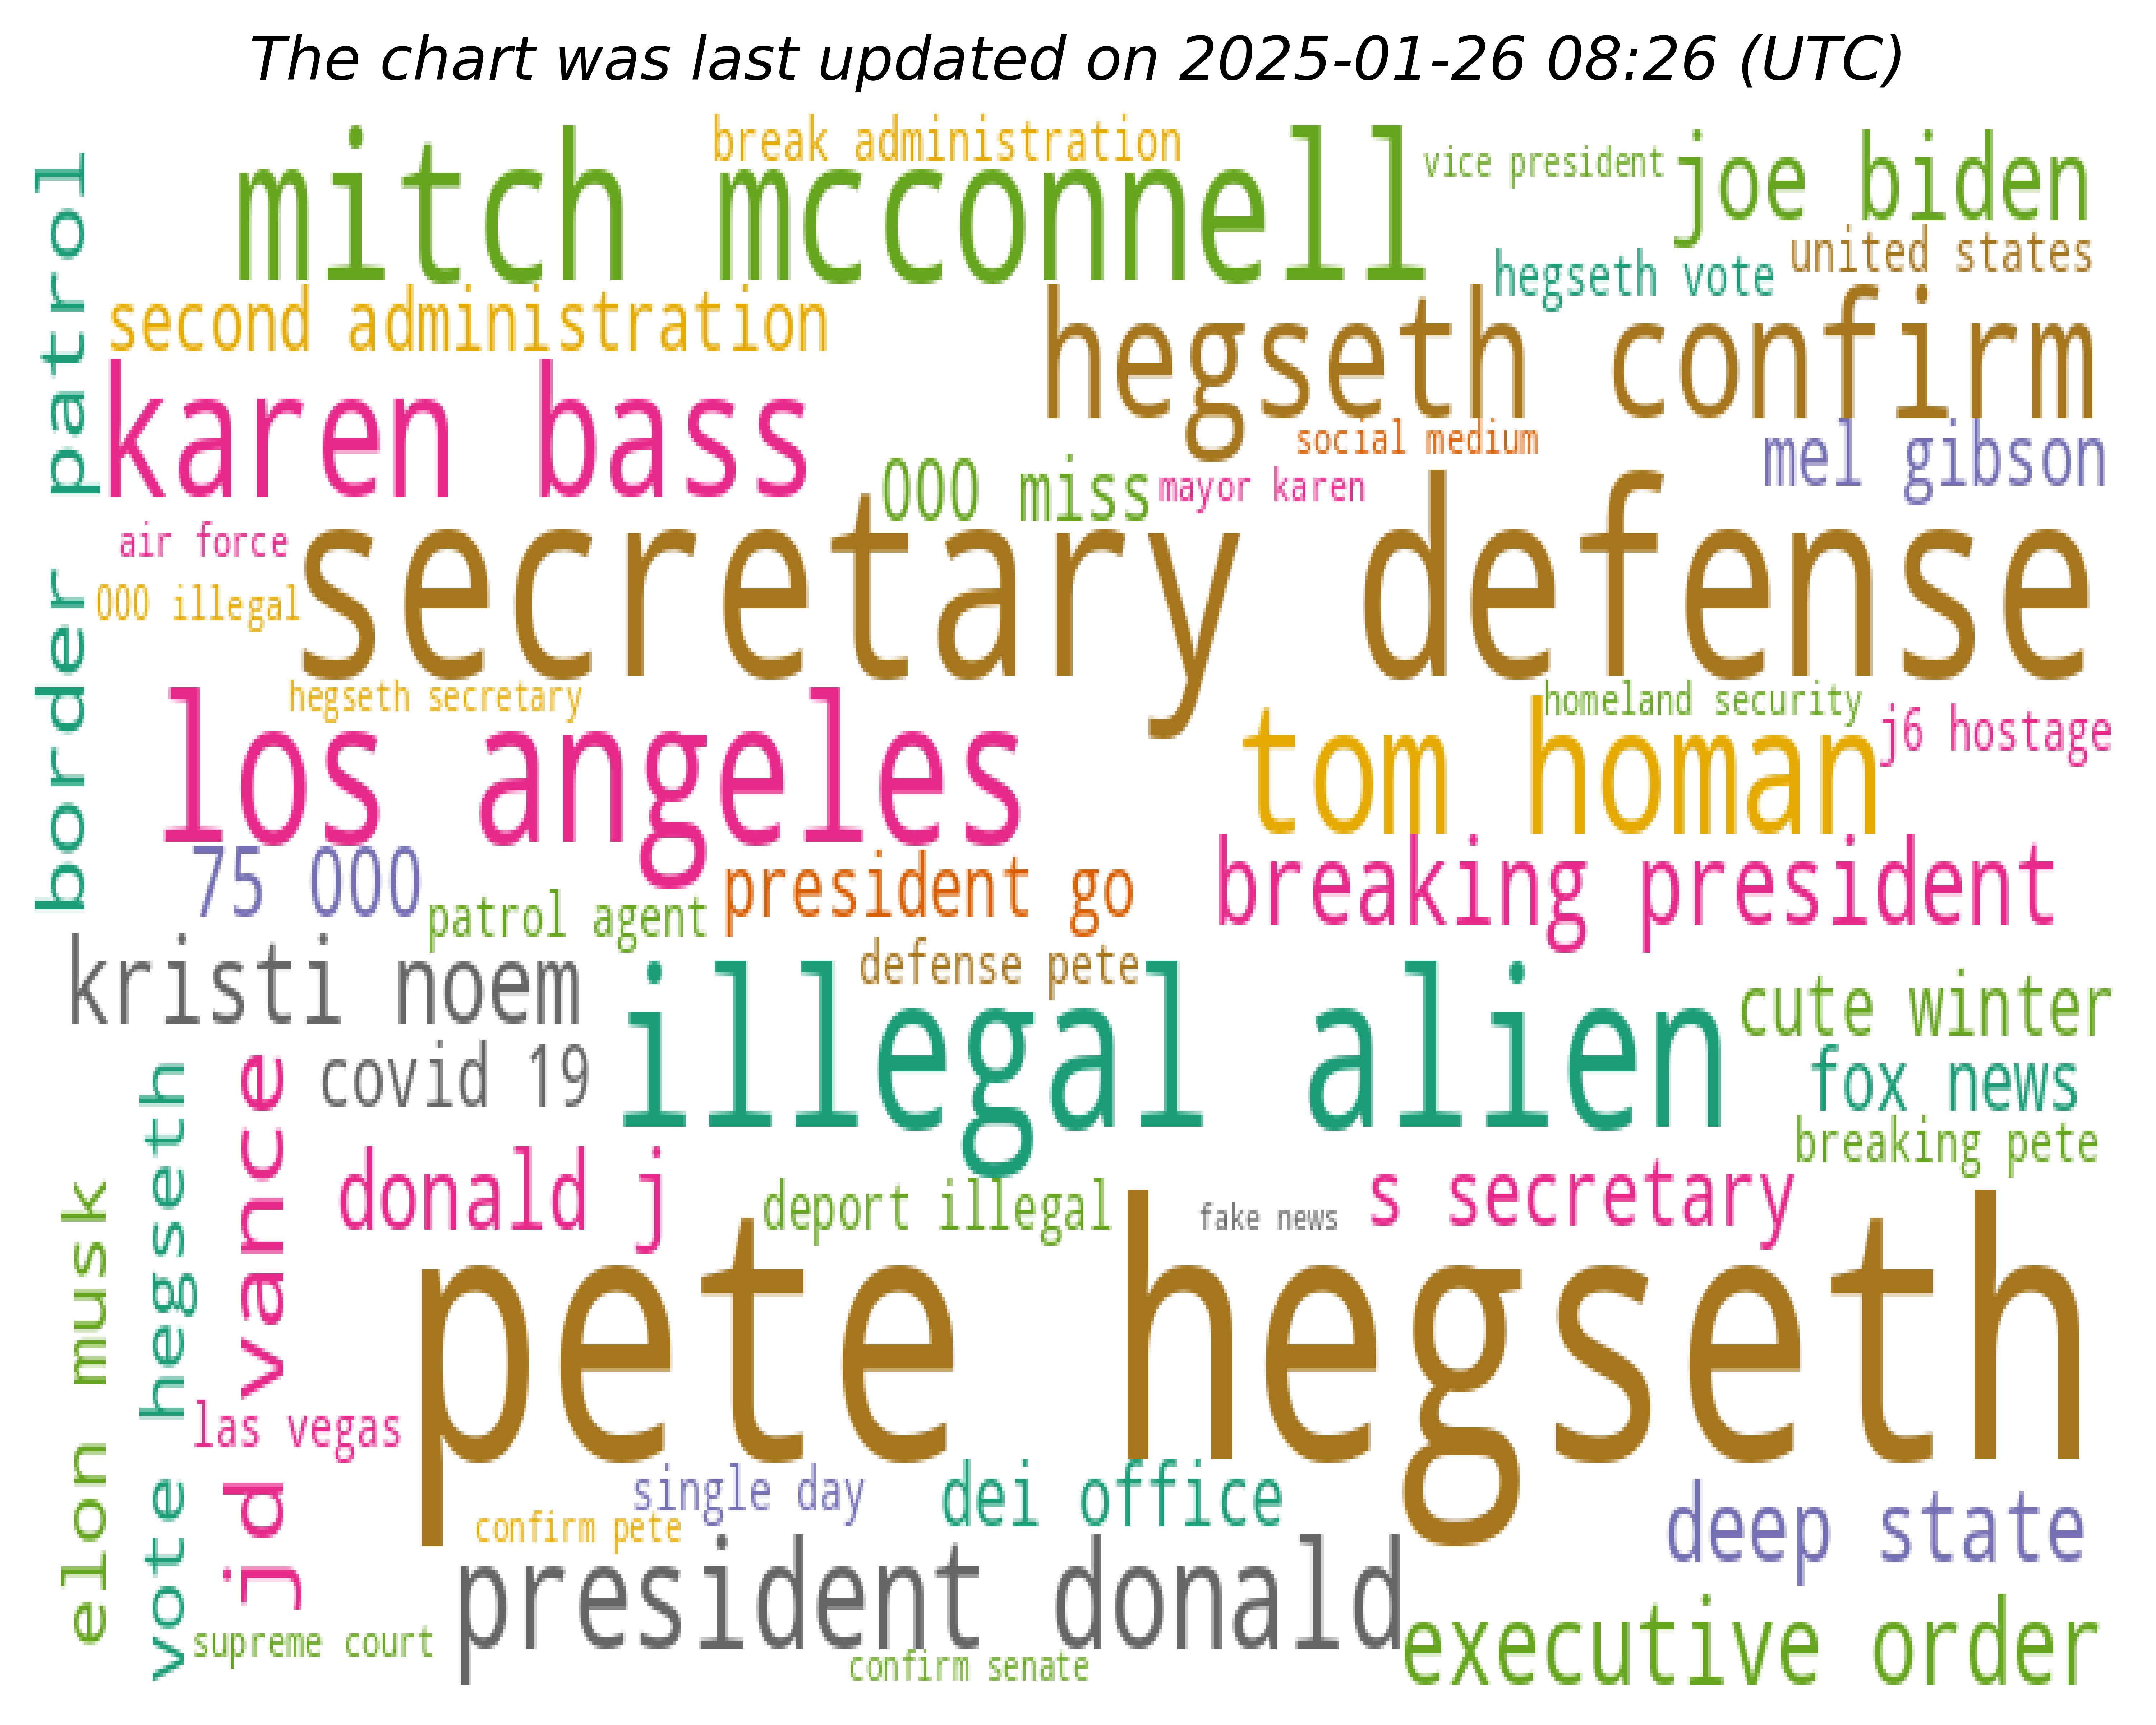 The chart was last updated on 2025-01-26 08:26 (UTC)
break administration
mitch mcconnell
vice president
joe biden
united states
hegseth vote
border patrol
second administration
hegseth confirm
karen bass
social medium
mel gibson
000 miss
mayor karen
air force
secretary defense
000 illegal
hegseth secretary
homeland security
los angeles
tom homan
j6 hostage
75 000
patrol agent
president go
breaking president
kristi noem
defense pete
illegal alien
cute winter
covid 19
fox news
breaking pete
donald j
deport illegal
fake news
s secretary
elon musk
vote hegseth
jd vance
pete hegseth
las vegas
single day
dei office
confirm pete
deep state
president donald
executive order
supreme court
confirm senate